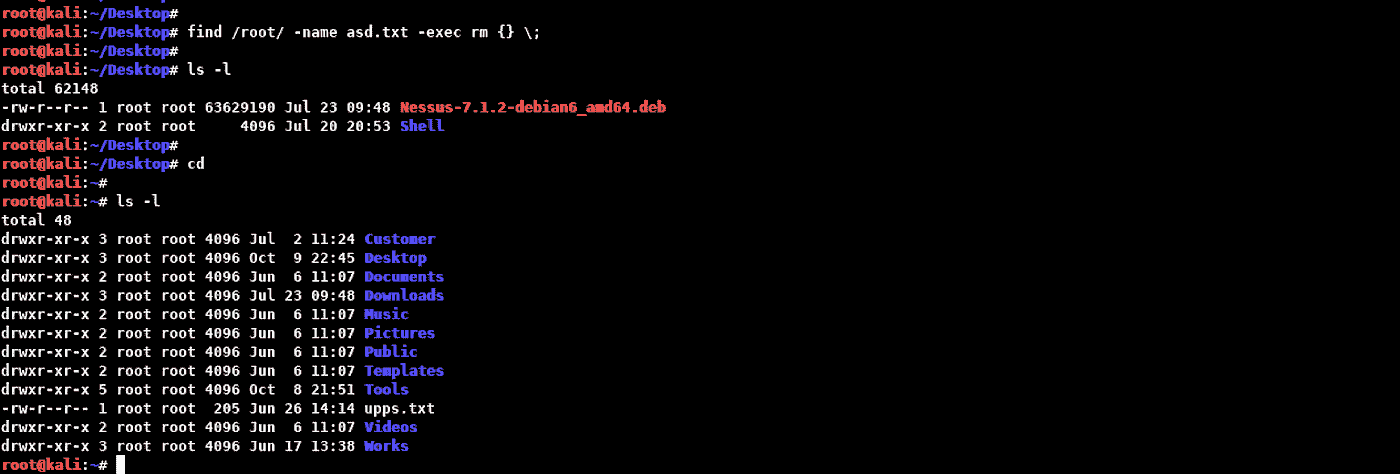 root@kali:~/Desktop#
root@kali:~/Desktop# find /root/ -name asd.txt -exec rm {} \;
root@kali:~/Desktop#
root@kali:~/Desktop# ls -l
total 62148
-rw-r--r-- 1 root root 63629190 Jul 23 09:48 Nessus-7.1.2-debian6_amd64.deb
drwxr-xr-x 2 root root     4096 Jul 20 20:53 Shell
root@kali:~/Desktop#
root@kali:~/Desktop# cd
root@kali:~#
root@kali:~# ls -l
total 48
drwxr-xr-x 3 root root 4096 Jul  2 11:24 Customer
drwxr-xr-x 3 root root 4096 Oct  9 22:45 Desktop
drwxr-xr-x 2 root root 4096 Jun  6 11:07 Documents
drwxr-xr-x 3 root root 4096 Jul 23 09:48 Downloads
drwxr-xr-x 2 root root 4096 Jun  6 11:07 Music
drwxr-xr-x 2 root root 4096 Jun  6 11:07 Pictures
drwxr-xr-x 2 root root 4096 Jun  6 11:07 Public
drwxr-xr-x 2 root root 4096 Jun  6 11:07 Templates
drwxr-xr-x 5 root root 4096 Oct  8 21:51 Tools
-rw-r--r-- 1 root root  205 Jun 26 14:14 upps.txt
drwxr-xr-x 2 root root 4096 Jun  6 11:07 Videos
drwxr-xr-x 3 root root 4096 Jun 17 13:38 Works
root@kali:~#